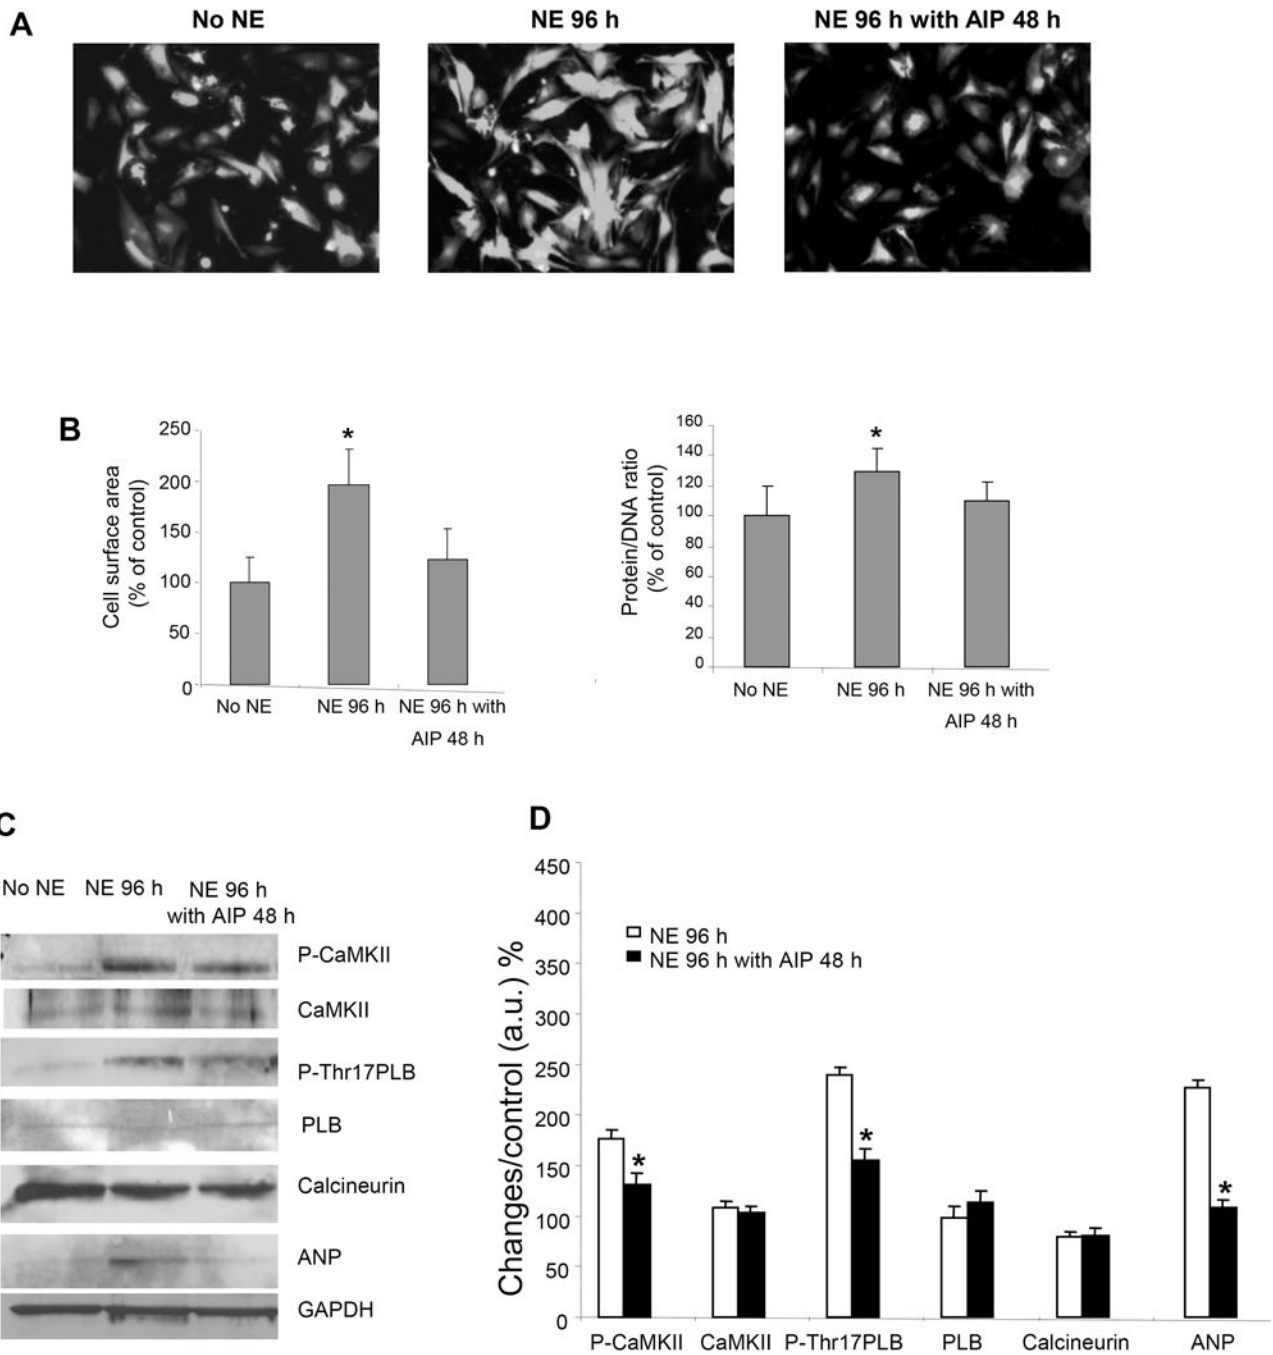 A
No NE
NE 96 h
NE 96 h with AIP 48 h
B
Cell surface area
(% of control)
250
200
150
100
50
0
*
No NE
NE 96 h
NE 96 h with
AIP 48 h
Protein/DNA ratio
(% of control)
160
140
120
100
80
60
40
20
0
*
No NE
NE 96 h
NE 96 h with
AIP 48 h
C
No NE
NE 96 h
NE 96 h
with AIP 48 h
P-CaMKII
CaMKII
P-Thr17PLB
PLB
Calcineurin
ANP
GAPDH
D
Changes/control (a.u.) %
450
400
350
300
250
200
150
100
50
0
NE 96 h
NE 96 h with AIP 48 h
*
*
*
P-CaMKII
CaMKII
P-Thr17PLB
PLB
Calcineurin
ANP